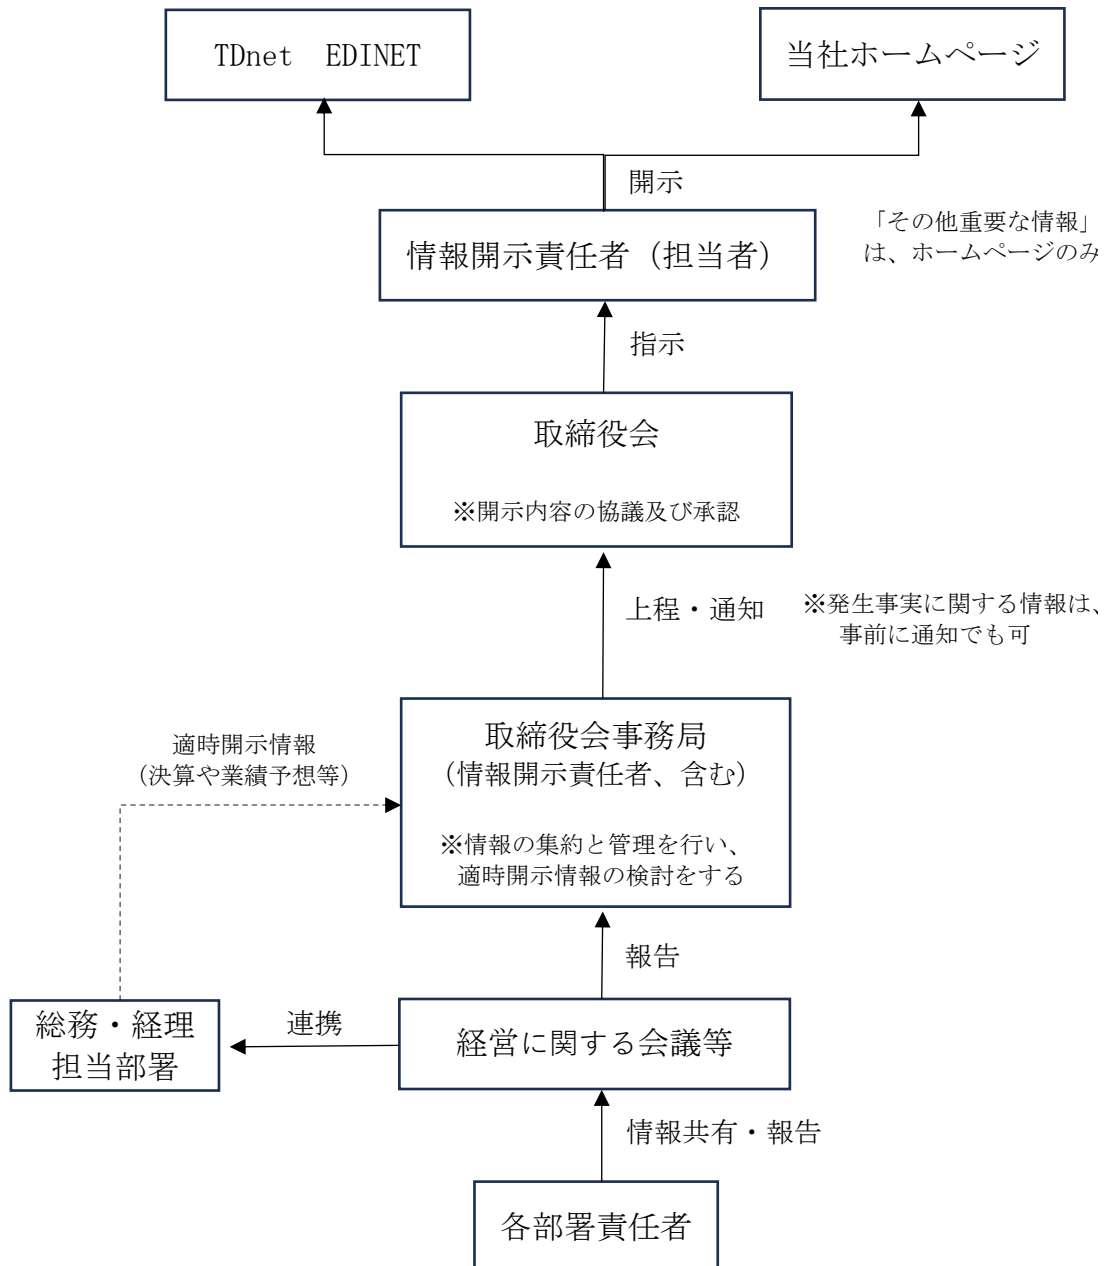 TDnet　EDINET
当社ホームページ
開示
情報開示責任者（担当者）
「その他重要な情報」
は、ホームページのみ
指示
取締役会
※開示内容の協議及び承認
上程・通知
※発生事実に関する情報は、
事前に通知でも可
適時開示情報
（決算や業績予想等）
取締役会事務局
（情報開示責任者、含む）
※情報の集約と管理を行い、
適時開示情報の検討をする
報告
総務・経理
担当部署
連携
経営に関する会議等
情報共有・報告
各部署責任者